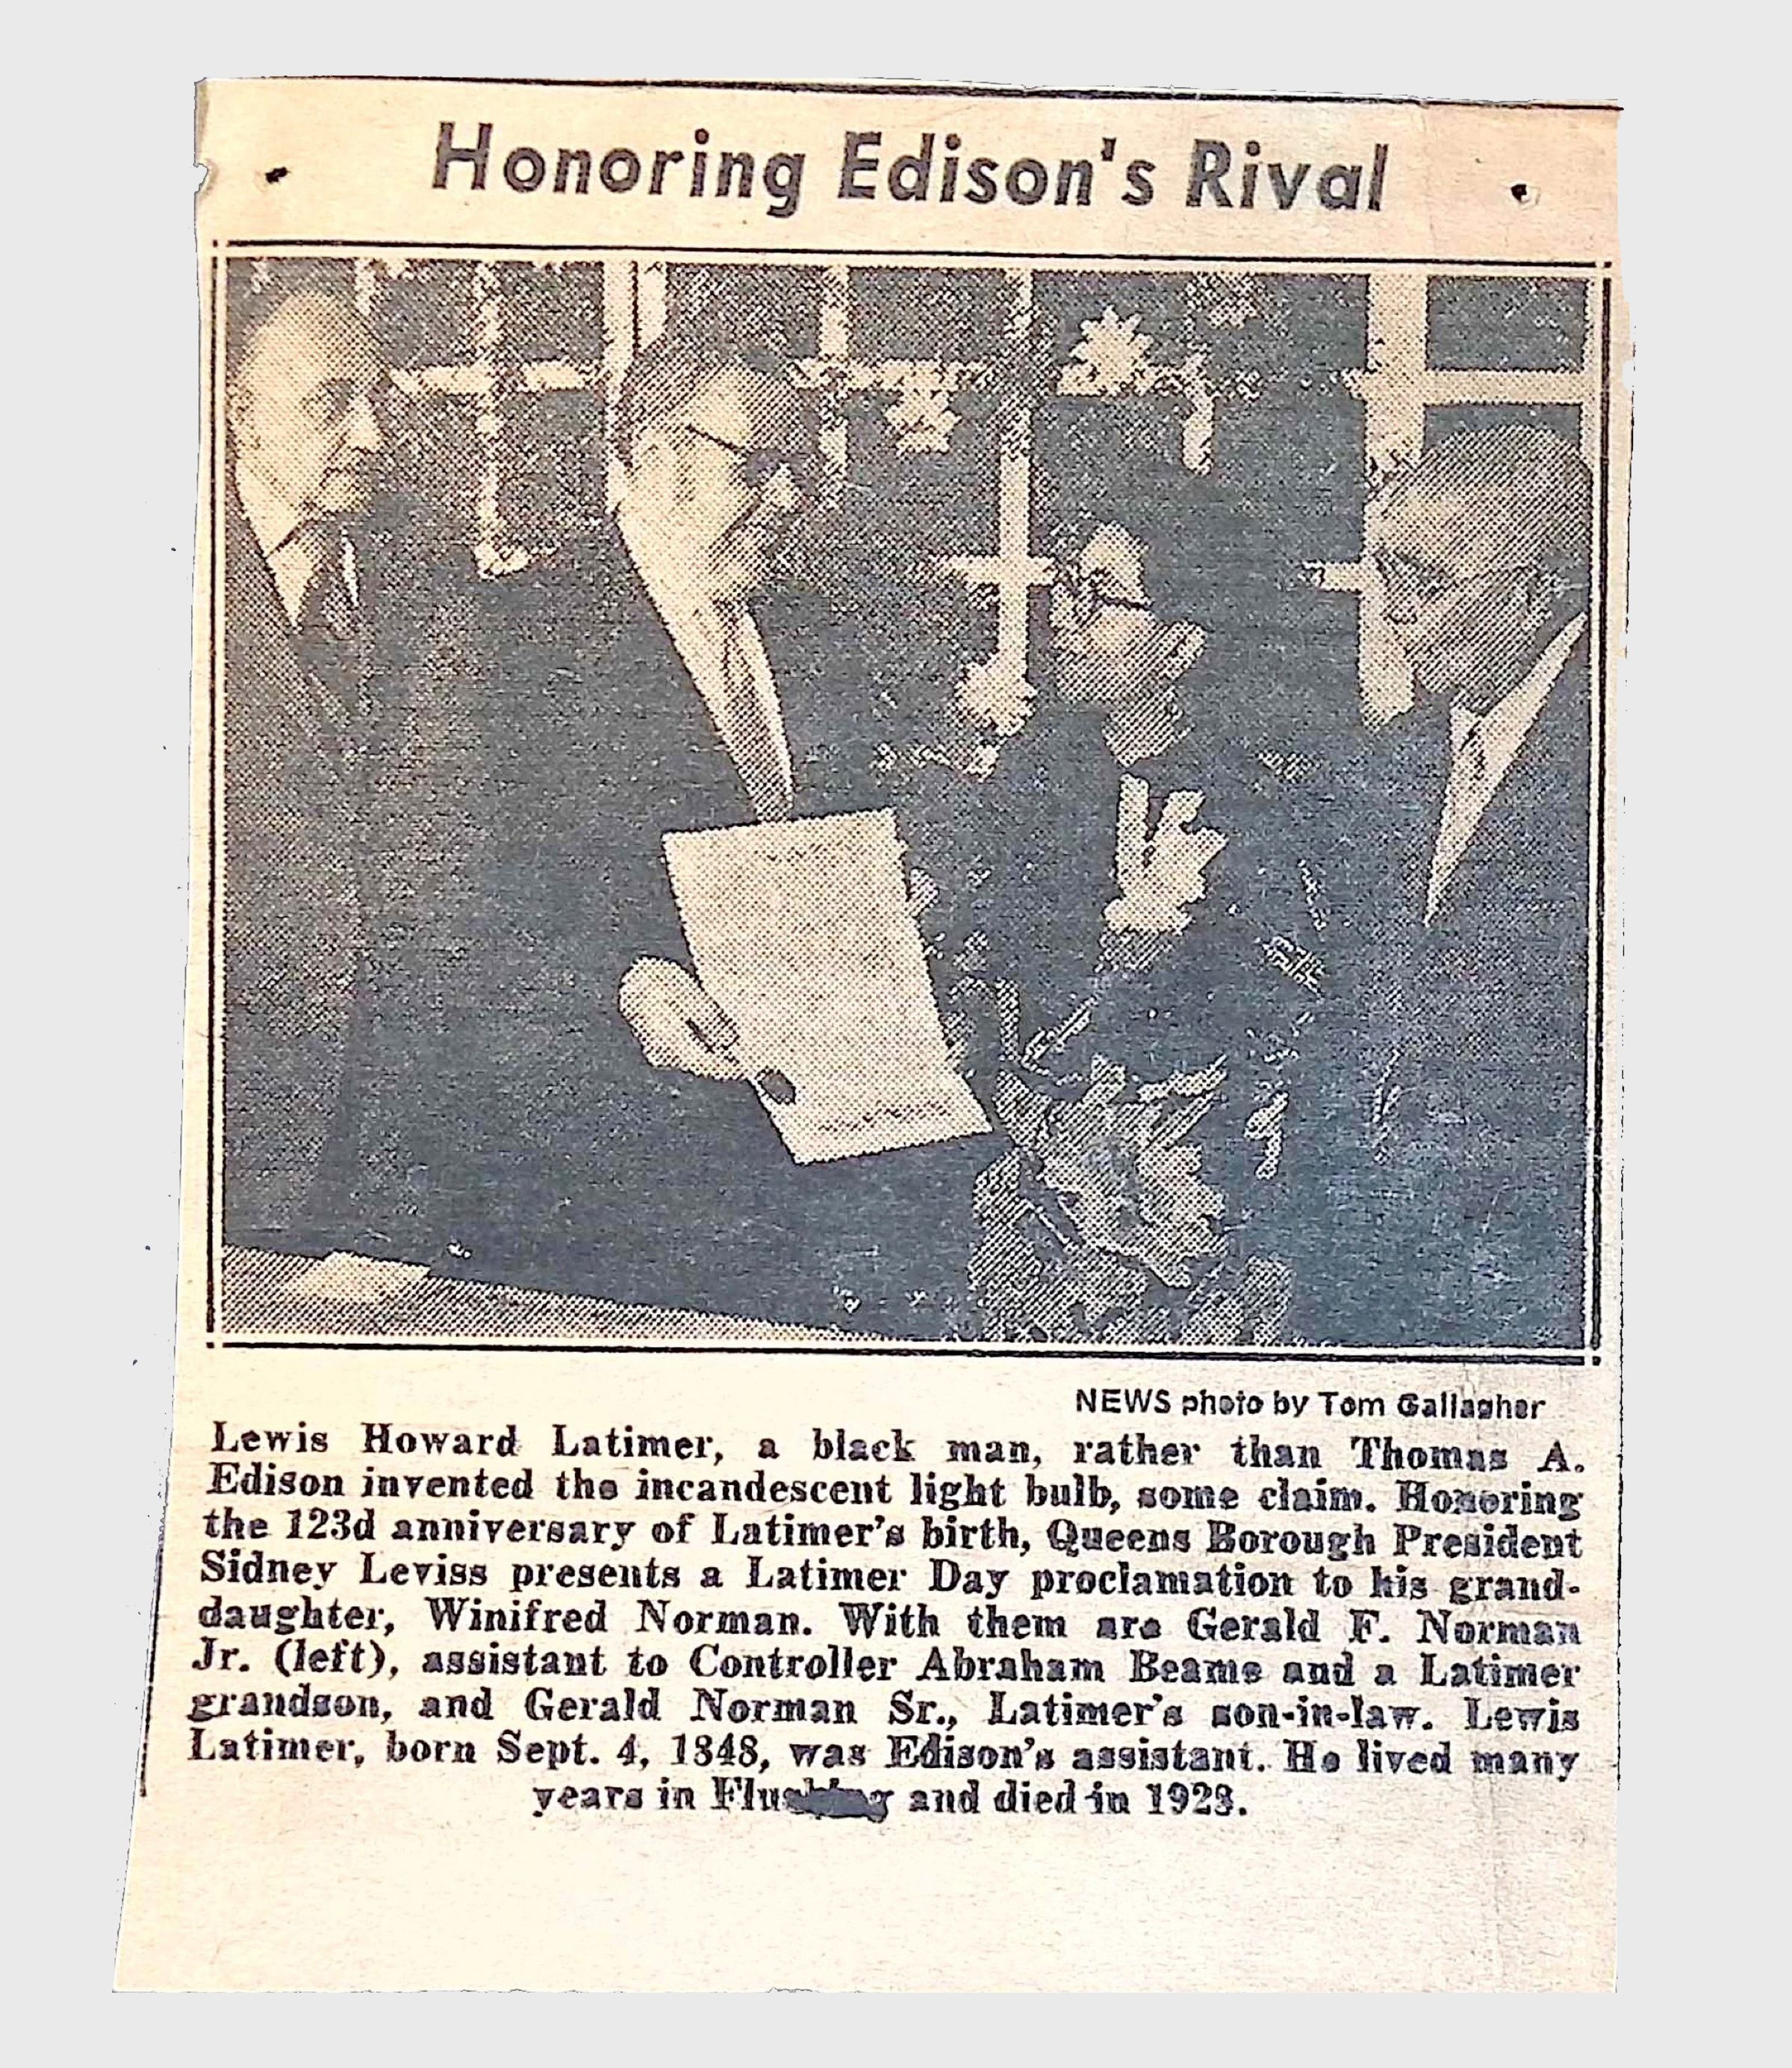 Honoring Edison's Rival
NEWS photo by Tom Gallagher
Lewis Howard Latimer, a black man, rather than Thomas A.
Edison invented the incandescent light bulb, some claim. Honoring
the 123d anniversary of Latimer's birth, Queens Borough President
Sidney Leviss presents a Latimer Day proclamation to his grand-
daughter, Winifred Norman. With them are Gerald F. Norman
Jr. (left), assistant to Controller Abraham Beame and a Latimer
grandson, and Gerald Norman Sr., Latimer's son-in-law. Lewis
Latimer, born Sept. 4, 1848, was Edison's assistant. He lived many
years in Flushing and died in 1928.